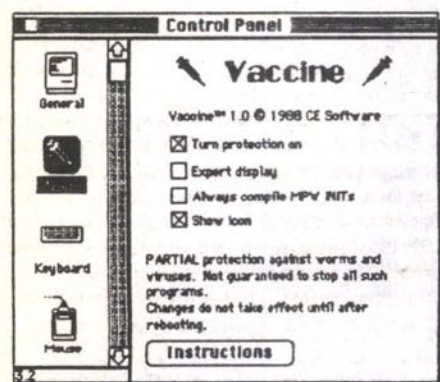 Control Panel
General
Keyboard
Mouse
3.2
Vaccine
Vaccine™ 1.0 © 1988 CE Software
Turn protection on
Expert display
Always compile MPW INITs
Show icon
PARTIAL protection against worms and
viruses. Not guaranteed to stop all such
programs.
Changes do not take effect until after
rebooting.
Instructions